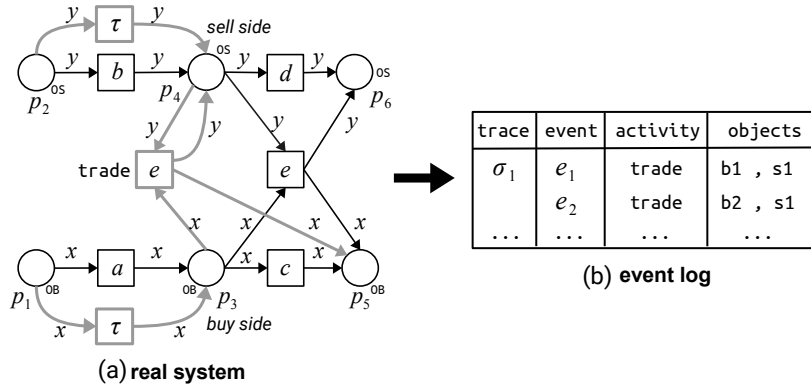 y τ y sell side
y b y OS y d y OS
p2 OS p4 p6
y y y y
trace event activity objects
trade e e
σ1 e1 trade b1 , s1
e2 trade b2 , s1
... ... ... ...
x x x x
x a x x c x
p1 OB OB p3 p5 OB
x τ x buy side
(b) event log
(a) real system